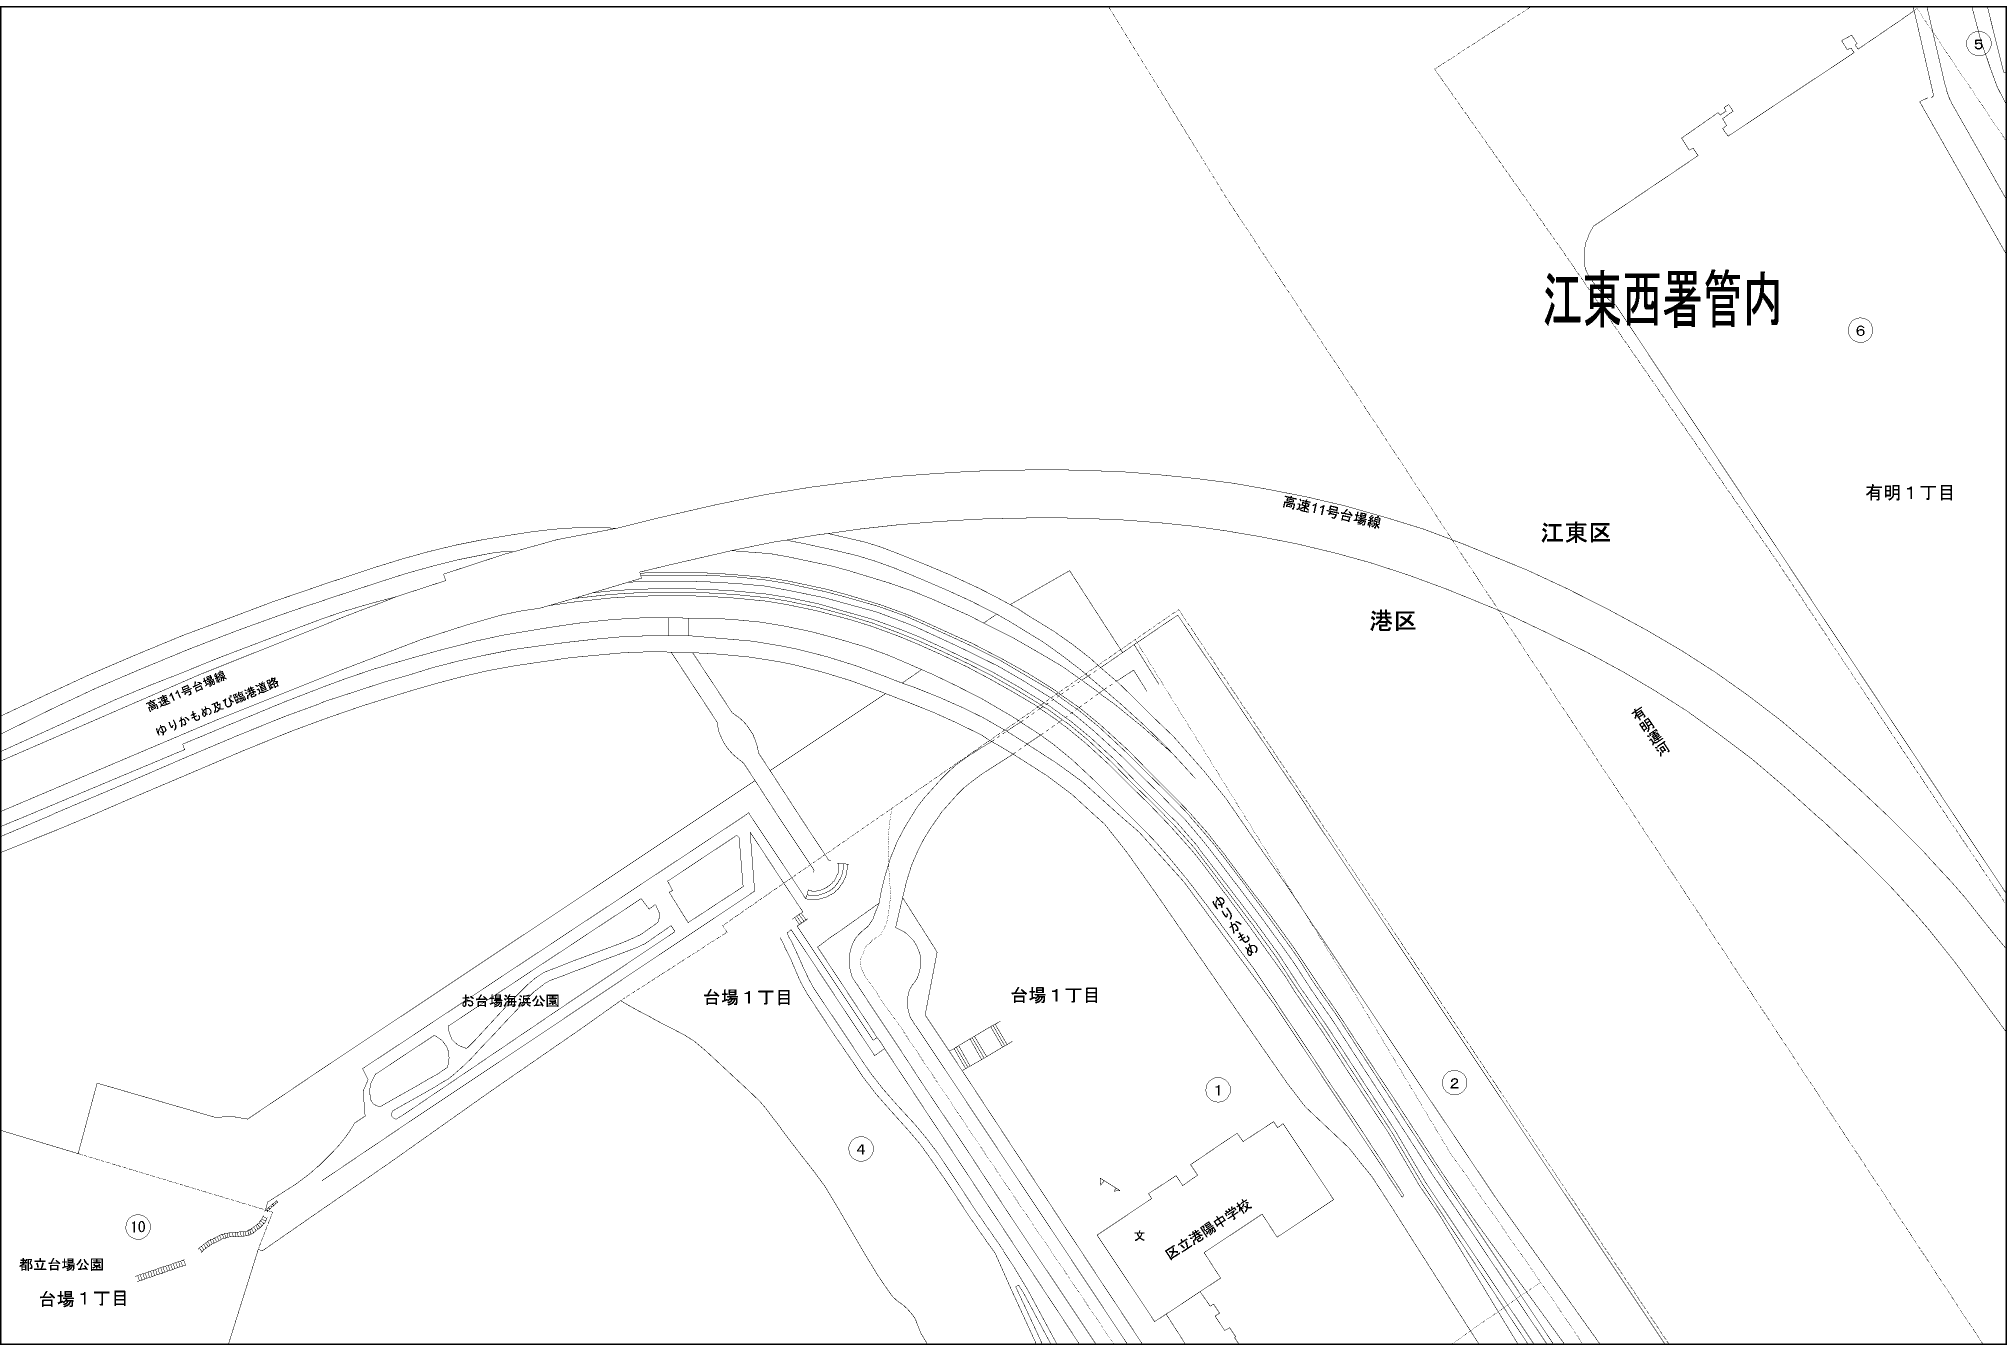 5
江東西署管内
6
有明１丁目
高速11号台場線
江東区
港区
高速11号台場線
ゆりかもめ及び臨港道路
有明運河
ゆりかもめ
お台場海浜公園
台場１丁目
台場１丁目
1
2
4
10
区立港陽中学校
文
都立台場公園
台場１丁目